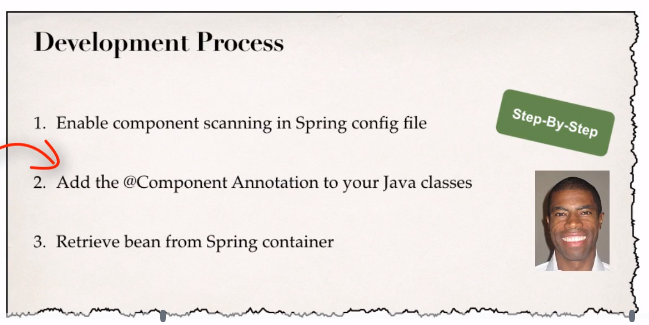 Development Process
Step-By-Step
1. Enable component scanning in Spring config file
2. Add the @Component Annotation to your Java classes
3. Retrieve bean from Spring container